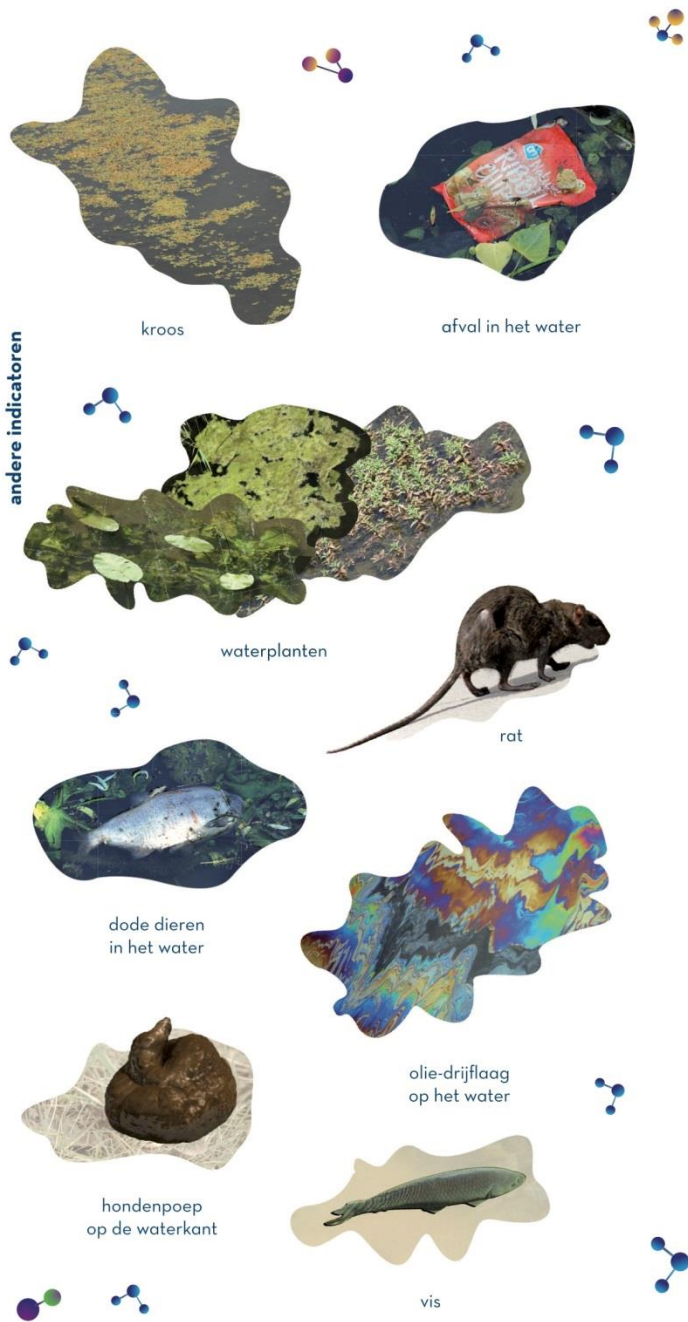 andere indicatoren
kroos
afval in het water
waterplanten
rat
dode dieren
in het water
olie-drijflaag
op het water
hondenpoep
op de waterkant
vis